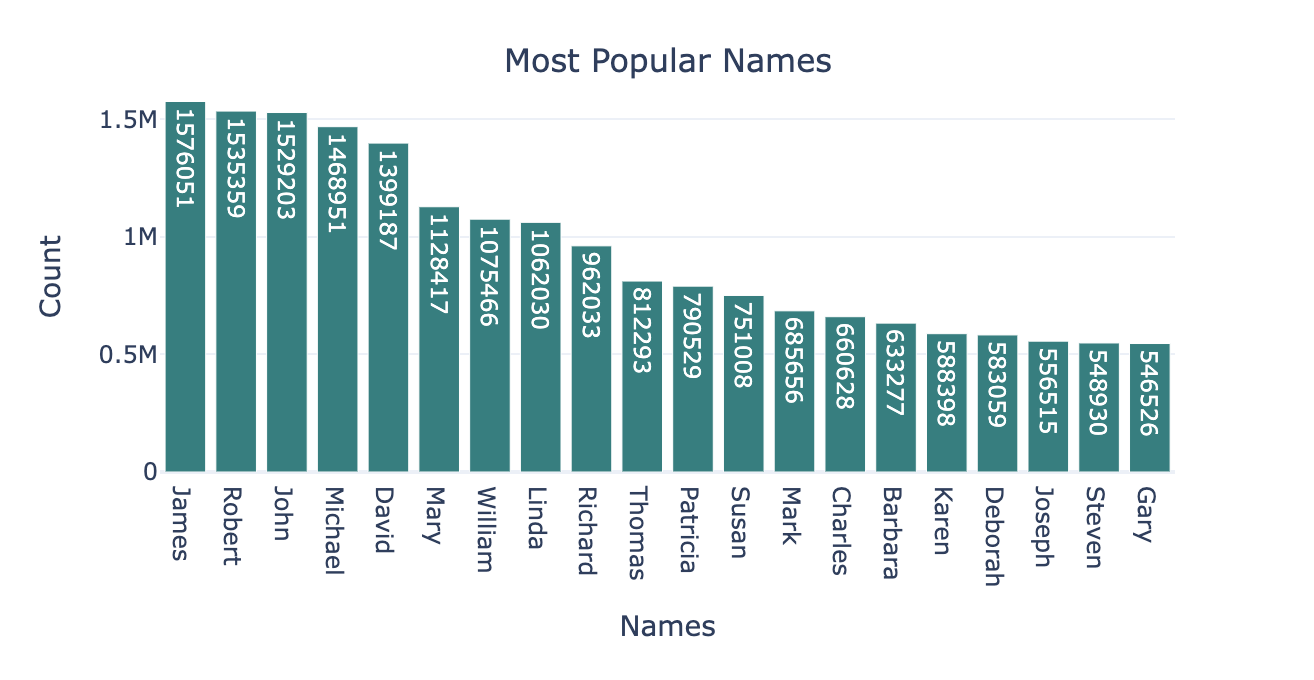 Most Popular Names
Count
1.5M
1M
0.5M
0
1576051
1535359
1529203
1468951
1399187
1128417
1075466
1062030
962033
812293
790529
751008
685656
660628
633277
588398
583059
556515
548930
546526
James
Robert
John
Michael
David
Mary
William
Linda
Richard
Thomas
Patricia
Susan
Mark
Charles
Barbara
Karen
Deborah
Joseph
Steven
Gary
Names